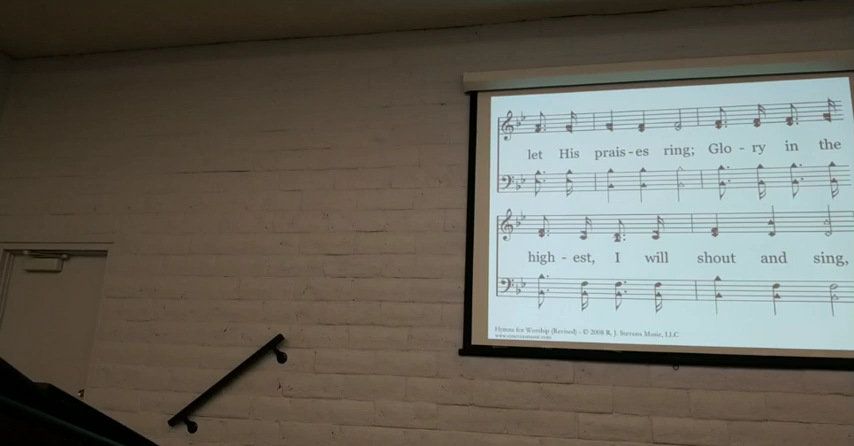 let His prais-es ring; Glo - ry in the
high - est, I will shout and sing,
Hymns for Worship (Revised) - © 2008 R. J. Stevens Music, LLC